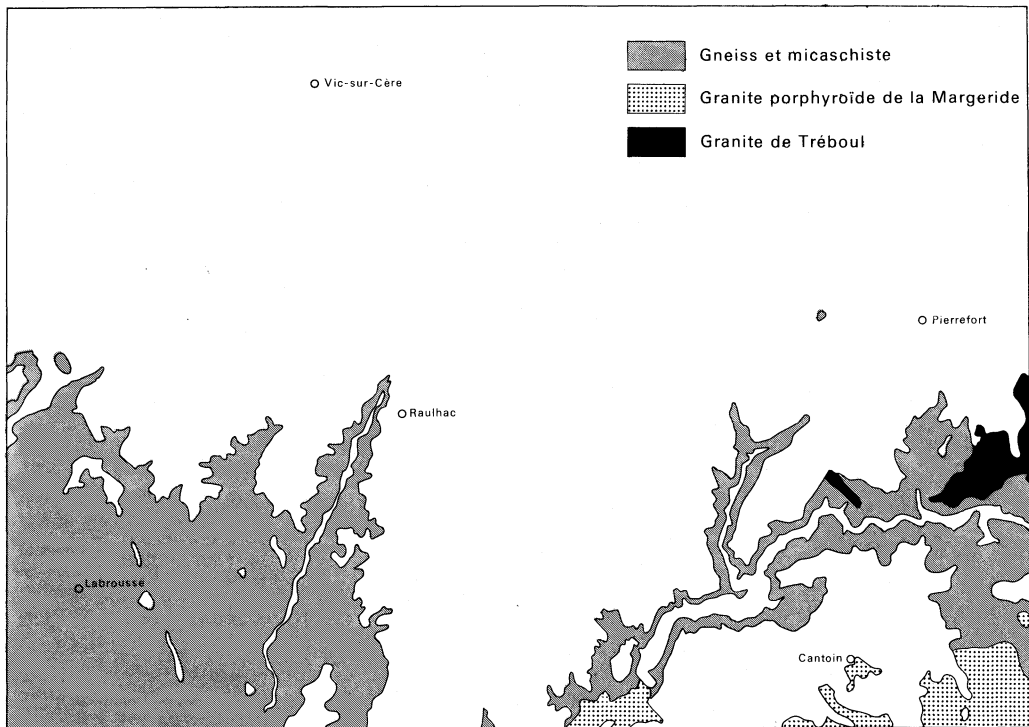 Gneiss et micaschiste
Vic-sur-Cère
Granite porphyroïde de la Margeride
Granite de Tréboul
Pierrefort
Raulhac
Labrousse
Cantoin